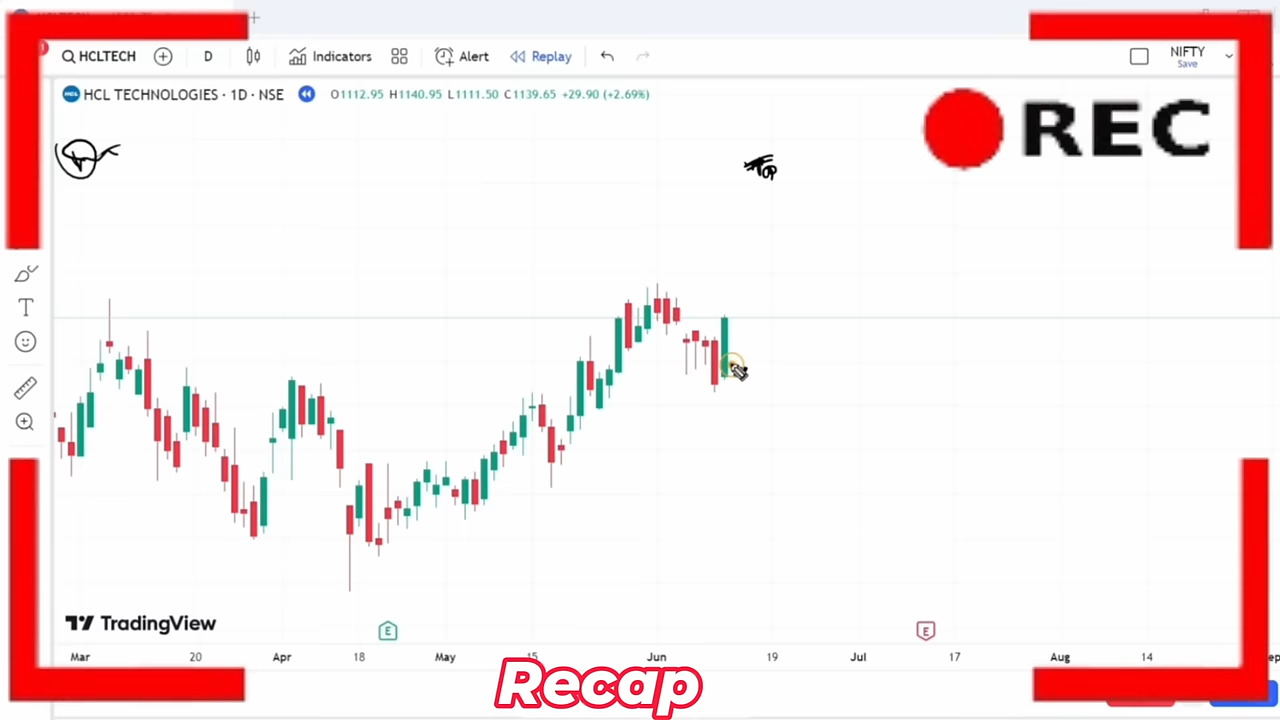 HCLTECH D Indicators Alert Replay NIFTY
Save
HCL TECHNOLOGIES · 1D · NSE O1112.95 H1140.95 L1111.50 C1139.65 +29.90 (+2.69%)
REC
TOP
T
E E
TradingView
Mar 20 Apr 18 May 15 Jun 19 Jul 17 Aug 14
Recap